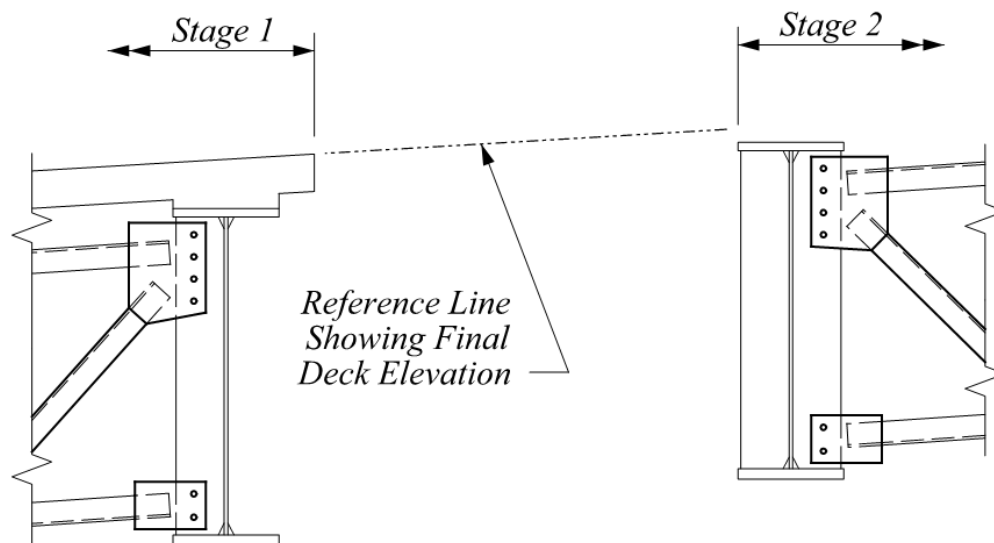 Stage 1
Stage 2
Reference Line
Showing Final
Deck Elevation